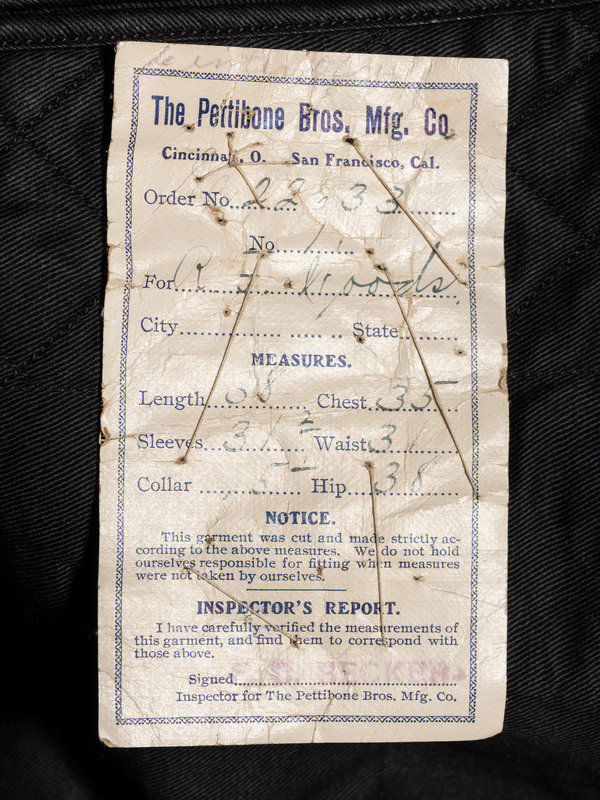 The Pettibone Bros. Mfg. Co
Cincinna, O. San Francisco, Cal.
Order No. 22 33
No.
For A. Woods
City State
MEASURES.
Length 58 Chest 35
Sleeves 31 Waist 31
Collar Hip 38
NOTICE.
This garment was cut and made strictly ac-
cording to the above measures. We do not hold
ourselves responsible for fitting when measures
were not taken by ourselves.
INSPECTOR'S REPORT.
I have carefully verified the measurements of
this garment, and find them to correspond with
those above.
Signed
Inspector for The Pettibone Bros. Mfg. Co.